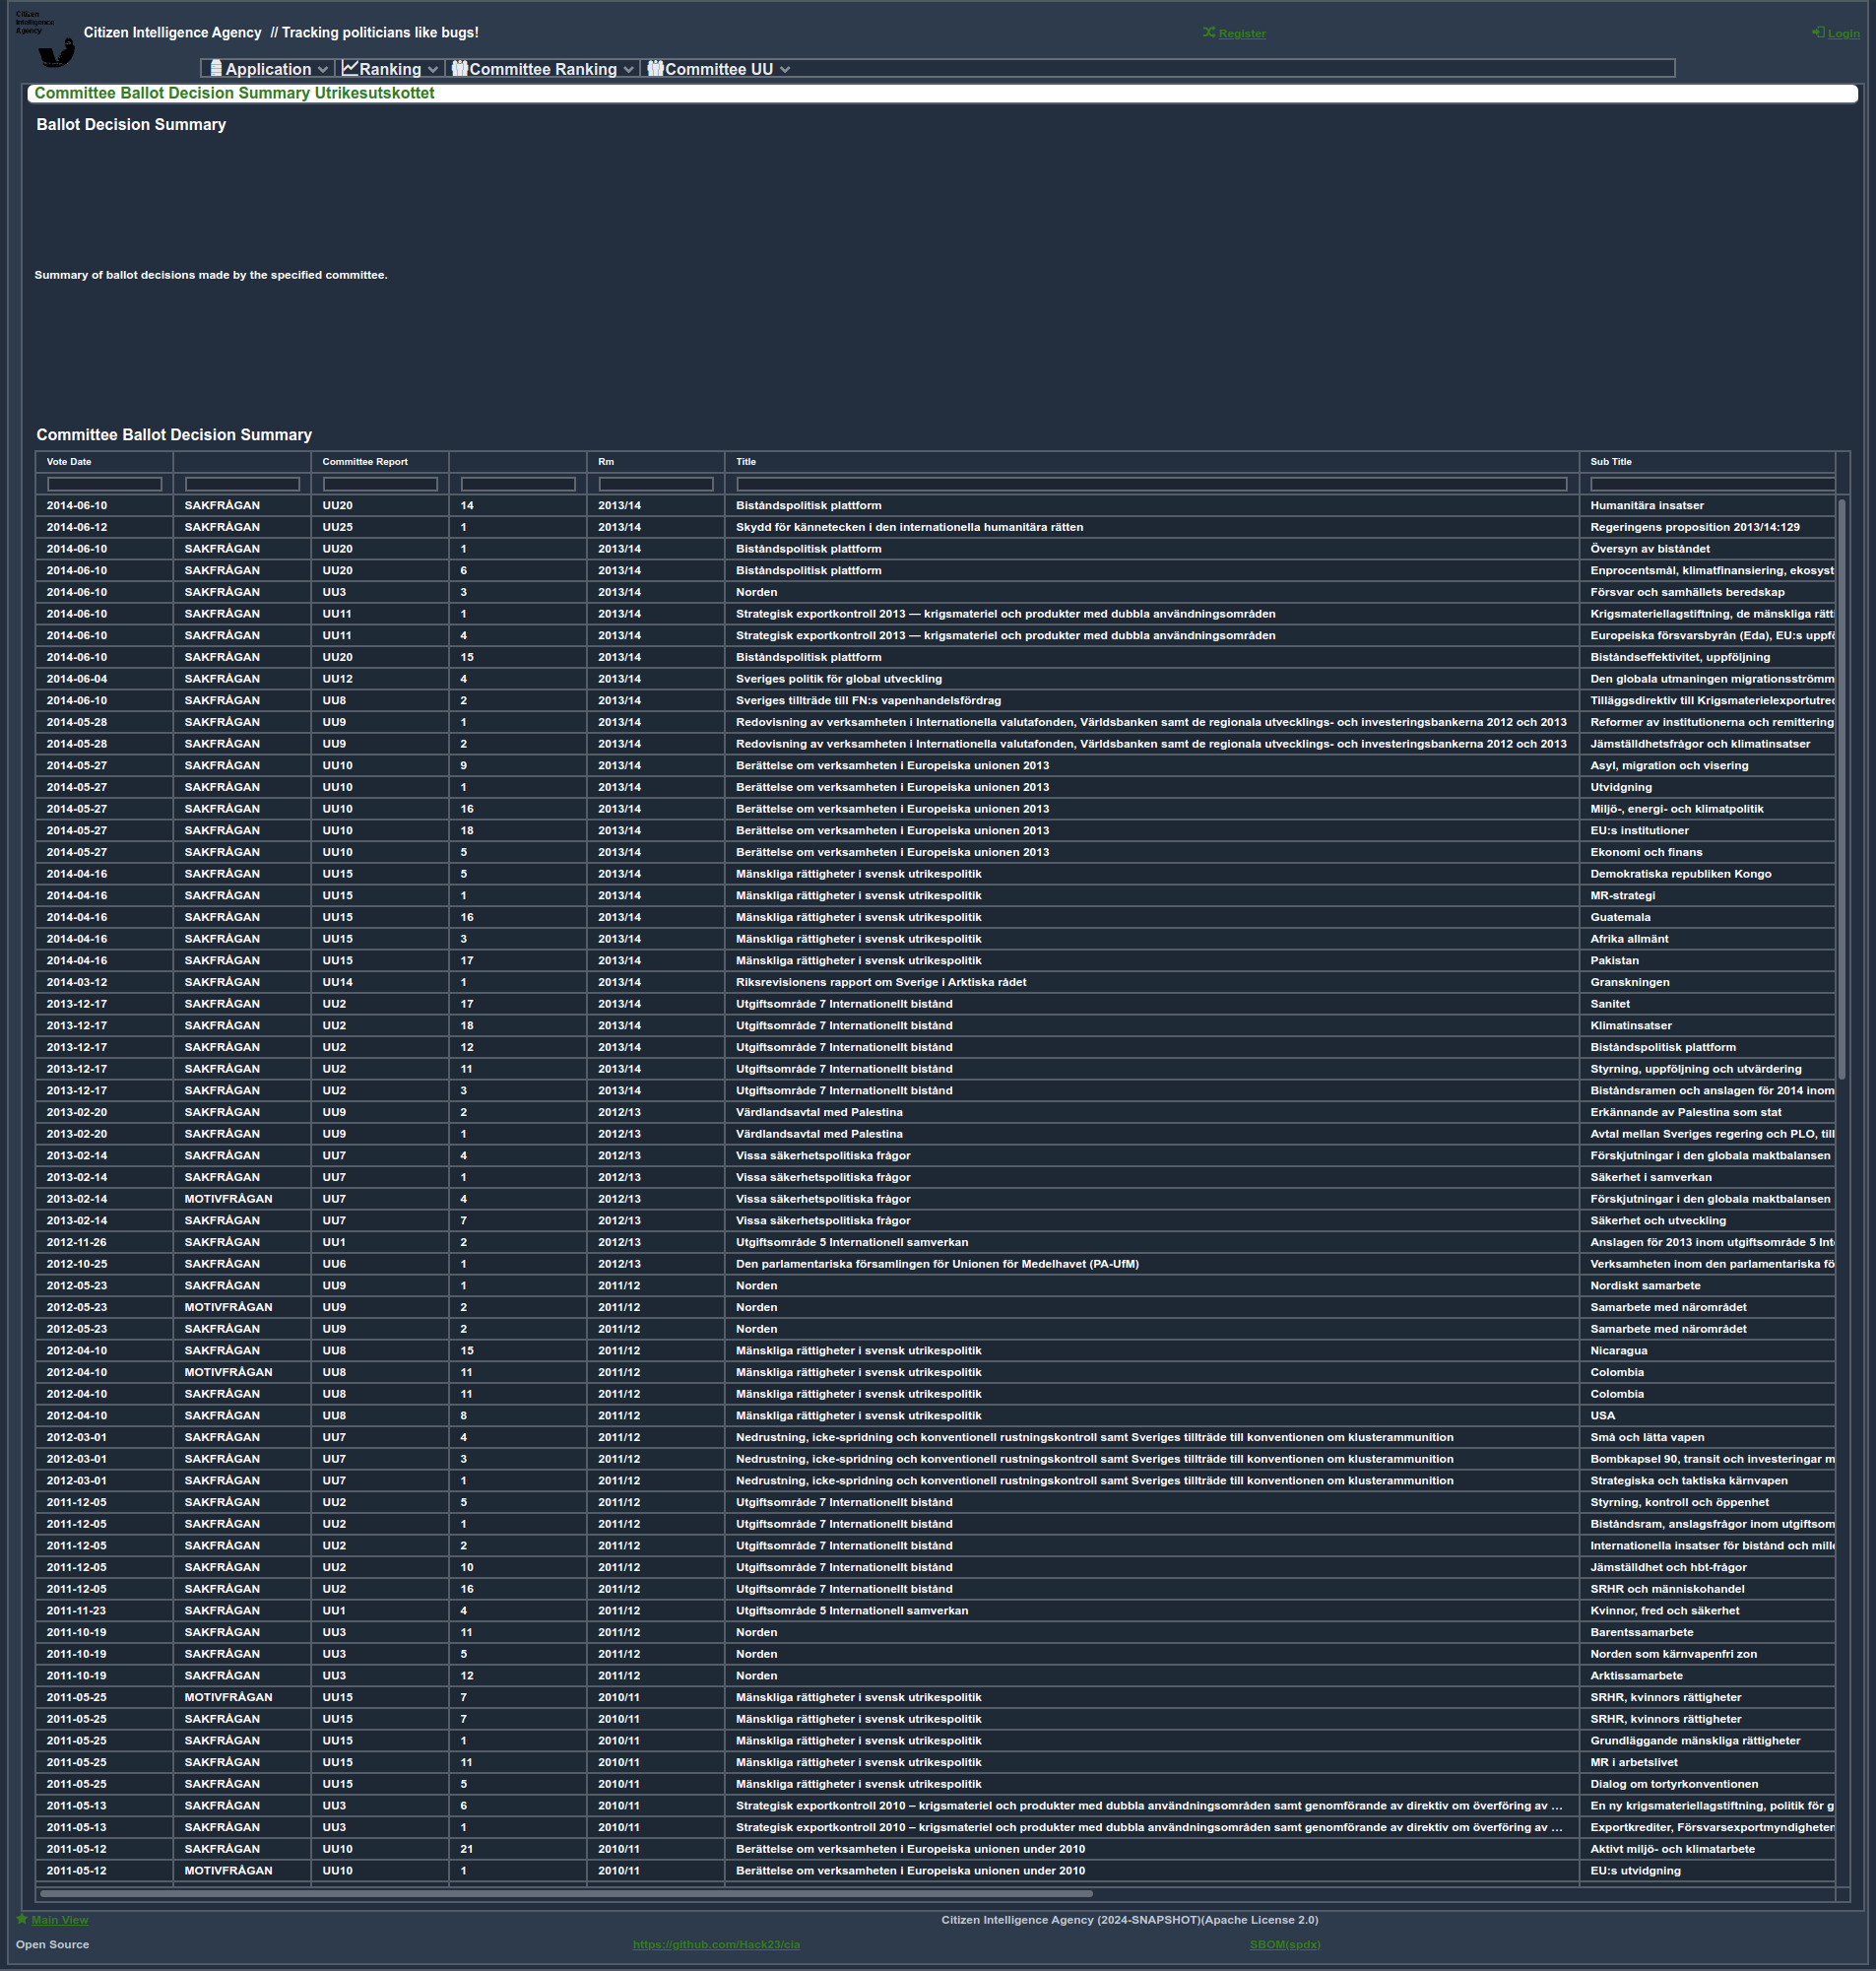 Citizen
Intelligence
Agency
Citizen Intelligence Agency // Tracking politicians like bugs!
Register
Login
Application Ranking Committee Ranking Committee UU
Committee Ballot Decision Summary Utrikesutskottet
Ballot Decision Summary
Summary of ballot decisions made by the specified committee.
Committee Ballot Decision Summary
Vote Date Committee Report Rm Title Sub Title
2014-06-10 SAKFRÅGAN UU20 14 2013/14 Biståndspolitisk plattform Humanitära insatser
2014-06-12 SAKFRÅGAN UU25 1 2013/14 Skydd för kännetecken i den internationella humanitära rätten Regeringens proposition 2013/14:129
2014-06-10 SAKFRÅGAN UU20 1 2013/14 Biståndspolitisk plattform Översyn av biståndet
2014-06-10 SAKFRÅGAN UU20 6 2013/14 Biståndspolitisk plattform Enprocentsmål, klimatfinansiering, ekosyst
2014-06-10 SAKFRÅGAN UU3 3 2013/14 Norden Försvar och samhällets beredskap
2014-06-10 SAKFRÅGAN UU11 1 2013/14 Strategisk exportkontroll 2013 — krigsmateriel och produkter med dubbla användningsområden Krigsmateriellagstiftning, de mänskliga rätti
2014-06-10 SAKFRÅGAN UU11 4 2013/14 Strategisk exportkontroll 2013 — krigsmateriel och produkter med dubbla användningsområden Europeiska försvarsbyrån (Eda), EU:s uppfö
2014-06-10 SAKFRÅGAN UU20 15 2013/14 Biståndspolitisk plattform Biståndseffektivitet, uppföljning
2014-06-04 SAKFRÅGAN UU12 4 2013/14 Sveriges politik för global utveckling Den globala utmaningen migrationsströmm
2014-06-10 SAKFRÅGAN UU8 2 2013/14 Sveriges tillträde till FN:s vapenhandelsfördrag Tilläggsdirektiv till Krigsmaterielexportutred
2014-05-28 SAKFRÅGAN UU9 1 2013/14 Redovisning av verksamheten i Internationella valutafonden, Världsbanken samt de regionala utvecklings- och investeringsbankerna 2012 och 2013 Reformer av institutionerna och remittering
2014-05-28 SAKFRÅGAN UU9 2 2013/14 Redovisning av verksamheten i Internationella valutafonden, Världsbanken samt de regionala utvecklings- och investeringsbankerna 2012 och 2013 Jämställdhetsfrågor och klimatinsatser
2014-05-27 SAKFRÅGAN UU10 9 2013/14 Berättelse om verksamheten i Europeiska unionen 2013 Asyl, migration och visering
2014-05-27 SAKFRÅGAN UU10 1 2013/14 Berättelse om verksamheten i Europeiska unionen 2013 Utvidgning
2014-05-27 SAKFRÅGAN UU10 16 2013/14 Berättelse om verksamheten i Europeiska unionen 2013 Miljö-, energi- och klimatpolitik
2014-05-27 SAKFRÅGAN UU10 18 2013/14 Berättelse om verksamheten i Europeiska unionen 2013 EU:s institutioner
2014-05-27 SAKFRÅGAN UU10 5 2013/14 Berättelse om verksamheten i Europeiska unionen 2013 Ekonomi och finans
2014-04-16 SAKFRÅGAN UU15 5 2013/14 Mänskliga rättigheter i svensk utrikespolitik Demokratiska republiken Kongo
2014-04-16 SAKFRÅGAN UU15 1 2013/14 Mänskliga rättigheter i svensk utrikespolitik MR-strategi
2014-04-16 SAKFRÅGAN UU15 16 2013/14 Mänskliga rättigheter i svensk utrikespolitik Guatemala
2014-04-16 SAKFRÅGAN UU15 3 2013/14 Mänskliga rättigheter i svensk utrikespolitik Afrika allmänt
2014-04-16 SAKFRÅGAN UU15 17 2013/14 Mänskliga rättigheter i svensk utrikespolitik Pakistan
2014-03-12 SAKFRÅGAN UU14 1 2013/14 Riksrevisionens rapport om Sverige i Arktiska rådet Granskningen
2013-12-17 SAKFRÅGAN UU2 17 2013/14 Utgiftsområde 7 Internationellt bistånd Sanitet
2013-12-17 SAKFRÅGAN UU2 18 2013/14 Utgiftsområde 7 Internationellt bistånd Klimatinsatser
2013-12-17 SAKFRÅGAN UU2 12 2013/14 Utgiftsområde 7 Internationellt bistånd Biståndspolitisk plattform
2013-12-17 SAKFRÅGAN UU2 11 2013/14 Utgiftsområde 7 Internationellt bistånd Styrning, uppföljning och utvärdering
2013-12-17 SAKFRÅGAN UU2 3 2013/14 Utgiftsområde 7 Internationellt bistånd Biståndsramen och anslagen för 2014 inom
2013-02-20 SAKFRÅGAN UU9 2 2012/13 Värdlandsavtal med Palestina Erkännande av Palestina som stat
2013-02-20 SAKFRÅGAN UU9 1 2012/13 Värdlandsavtal med Palestina Avtal mellan Sveriges regering och PLO, till
2013-02-14 SAKFRÅGAN UU7 4 2012/13 Vissa säkerhetspolitiska frågor Förskjutningar i den globala maktbalansen
2013-02-14 SAKFRÅGAN UU7 1 2012/13 Vissa säkerhetspolitiska frågor Säkerhet i samverkan
2013-02-14 MOTIVFRÅGAN UU7 4 2012/13 Vissa säkerhetspolitiska frågor Förskjutningar i den globala maktbalansen
2013-02-14 SAKFRÅGAN UU7 7 2012/13 Vissa säkerhetspolitiska frågor Säkerhet och utveckling
2012-11-26 SAKFRÅGAN UU1 2 2012/13 Utgiftsområde 5 Internationell samverkan Anslagen för 2013 inom utgiftsområde 5 Inte
2012-10-25 SAKFRÅGAN UU6 1 2012/13 Den parlamentariska församlingen för Unionen för Medelhavet (PA-UfM) Verksamheten inom den parlamentariska fö
2012-05-23 SAKFRÅGAN UU9 1 2011/12 Norden Nordiskt samarbete
2012-05-23 MOTIVFRÅGAN UU9 2 2011/12 Norden Samarbete med närområdet
2012-05-23 SAKFRÅGAN UU9 2 2011/12 Norden Samarbete med närområdet
2012-04-10 SAKFRÅGAN UU8 15 2011/12 Mänskliga rättigheter i svensk utrikespolitik Nicaragua
2012-04-10 MOTIVFRÅGAN UU8 11 2011/12 Mänskliga rättigheter i svensk utrikespolitik Colombia
2012-04-10 SAKFRÅGAN UU8 11 2011/12 Mänskliga rättigheter i svensk utrikespolitik Colombia
2012-04-10 SAKFRÅGAN UU8 8 2011/12 Mänskliga rättigheter i svensk utrikespolitik USA
2012-03-01 SAKFRÅGAN UU7 4 2011/12 Nedrustning, icke-spridning och konventionell rustningskontroll samt Sveriges tillträde till konventionen om klusterammunition Små och lätta vapen
2012-03-01 SAKFRÅGAN UU7 3 2011/12 Nedrustning, icke-spridning och konventionell rustningskontroll samt Sveriges tillträde till konventionen om klusterammunition Bombkapsel 90, transit och investeringar m
2012-03-01 SAKFRÅGAN UU7 1 2011/12 Nedrustning, icke-spridning och konventionell rustningskontroll samt Sveriges tillträde till konventionen om klusterammunition Strategiska och taktiska kärnvapen
2011-12-05 SAKFRÅGAN UU2 5 2011/12 Utgiftsområde 7 Internationellt bistånd Styrning, kontroll och öppenhet
2011-12-05 SAKFRÅGAN UU2 1 2011/12 Utgiftsområde 7 Internationellt bistånd Biståndsram, anslagsfrågor inom utgiftsom
2011-12-05 SAKFRÅGAN UU2 2 2011/12 Utgiftsområde 7 Internationellt bistånd Internationella insatser för bistånd och mille
2011-12-05 SAKFRÅGAN UU2 10 2011/12 Utgiftsområde 7 Internationellt bistånd Jämställdhet och hbt-frågor
2011-12-05 SAKFRÅGAN UU2 16 2011/12 Utgiftsområde 7 Internationellt bistånd SRHR och människohandel
2011-11-23 SAKFRÅGAN UU1 4 2011/12 Utgiftsområde 5 Internationell samverkan Kvinnor, fred och säkerhet
2011-10-19 SAKFRÅGAN UU3 11 2011/12 Norden Barentssamarbete
2011-10-19 SAKFRÅGAN UU3 5 2011/12 Norden Norden som kärnvapenfri zon
2011-10-19 SAKFRÅGAN UU3 12 2011/12 Norden Arktissamarbete
2011-05-25 MOTIVFRÅGAN UU15 7 2010/11 Mänskliga rättigheter i svensk utrikespolitik SRHR, kvinnors rättigheter
2011-05-25 SAKFRÅGAN UU15 7 2010/11 Mänskliga rättigheter i svensk utrikespolitik SRHR, kvinnors rättigheter
2011-05-25 SAKFRÅGAN UU15 1 2010/11 Mänskliga rättigheter i svensk utrikespolitik Grundläggande mänskliga rättigheter
2011-05-25 SAKFRÅGAN UU15 11 2010/11 Mänskliga rättigheter i svensk utrikespolitik MR i arbetslivet
2011-05-25 SAKFRÅGAN UU15 5 2010/11 Mänskliga rättigheter i svensk utrikespolitik Dialog om tortyrkonventionen
2011-05-13 SAKFRÅGAN UU3 6 2010/11 Strategisk exportkontroll 2010 – krigsmateriel och produkter med dubbla användningsområden samt genomförande av direktiv om överföring av … En ny krigsmateriellagstiftning, politik för g
2011-05-13 SAKFRÅGAN UU3 1 2010/11 Strategisk exportkontroll 2010 – krigsmateriel och produkter med dubbla användningsområden samt genomförande av direktiv om överföring av … Exportkrediter, Försvarsexportmyndigheten
2011-05-12 SAKFRÅGAN UU10 21 2010/11 Berättelse om verksamheten i Europeiska unionen under 2010 Aktivt miljö- och klimatarbete
2011-05-12 MOTIVFRÅGAN UU10 1 2010/11 Berättelse om verksamheten i Europeiska unionen under 2010 EU:s utvidgning
Main View
Citizen Intelligence Agency (2024-SNAPSHOT)(Apache License 2.0)
Open Source
https://github.com/Hack23/cia
SBOM(spdx)